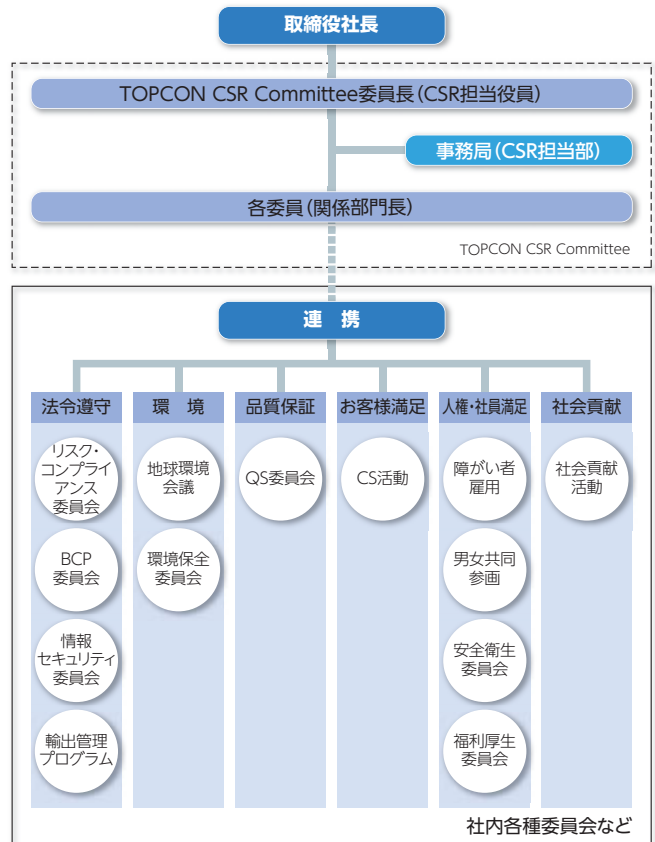 取締役社長
TOPCON CSR Committee委員長(CSR担当役員)
事務局(CSR担当部)
各委員(関係部門長)
TOPCON CSR Committee
連 携
法令遵守
リスク・
コンプライ
アンス
委員会
BCP
委員会
情報
セキュリティ
委員会
輸出管理
プログラム
環 境
地球環境
会議
環境保全
委員会
品質保証
QS委員会
お客様満足
CS活動
人権・社員満足
障がい者
雇用
男女共同
参画
安全衛生
委員会
福利厚生
委員会
社会貢献
社会貢献
活動
社内各種委員会など